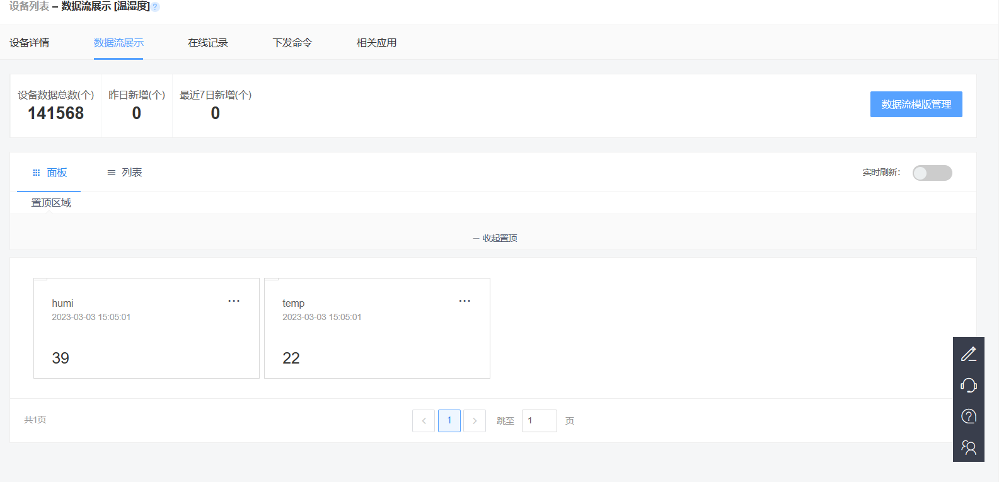 设备列表 – 数据流展示 [温湿度] ?
设备详情 数据流展示 在线记录 下发命令 相关应用
设备数据总数(个) 昨日新增(个) 最近7日新增(个)
141568 0 0
数据流模版管理
面板 列表 实时刷新：
置顶区域
— 收起置顶
humi ...
2023-03-03 15:05:01
39
temp ...
2023-03-03 15:05:01
22
共1页 < 1 > 跳至 1 页